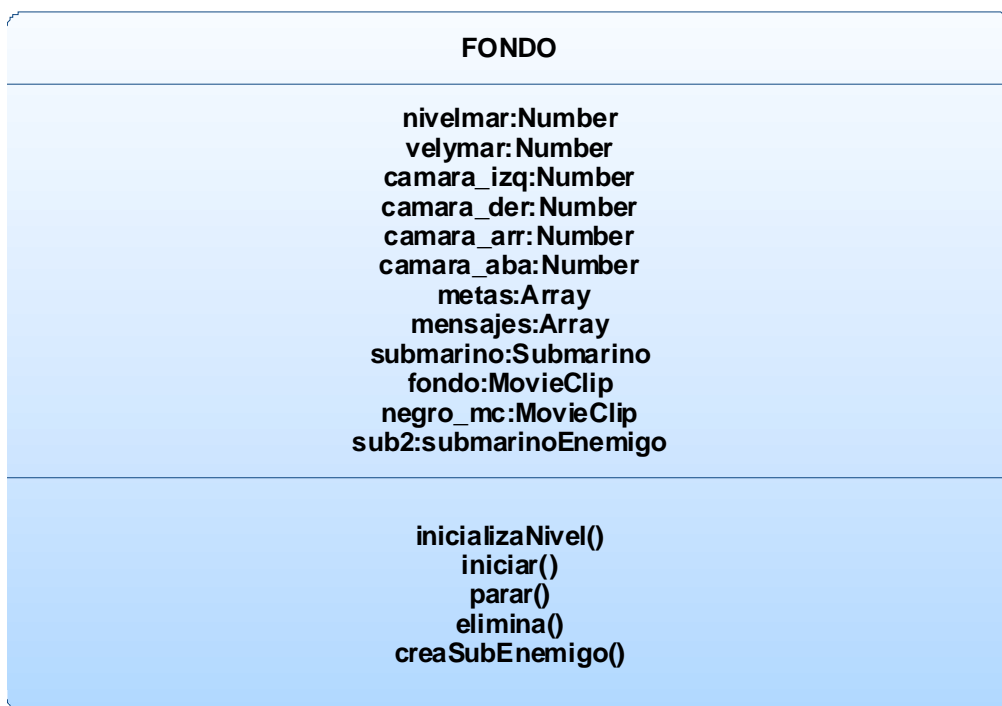 FONDO
nivelmar:Number
velymar:Number
camara_izq:Number
camara_der:Number
camara_arr:Number
camara_aba:Number
metas:Array
mensajes:Array
submarino:Submarino
fondo:MovieClip
negro_mc:MovieClip
sub2:submarinoEnemigo
inicializaNivel()
iniciar()
parar()
elimina()
creaSubEnemigo()